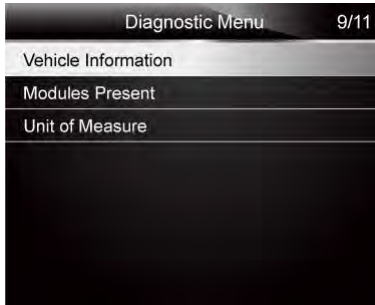 Diagnostic Menu 9/11
Vehicle Information
Modules Present
Unit of Measure